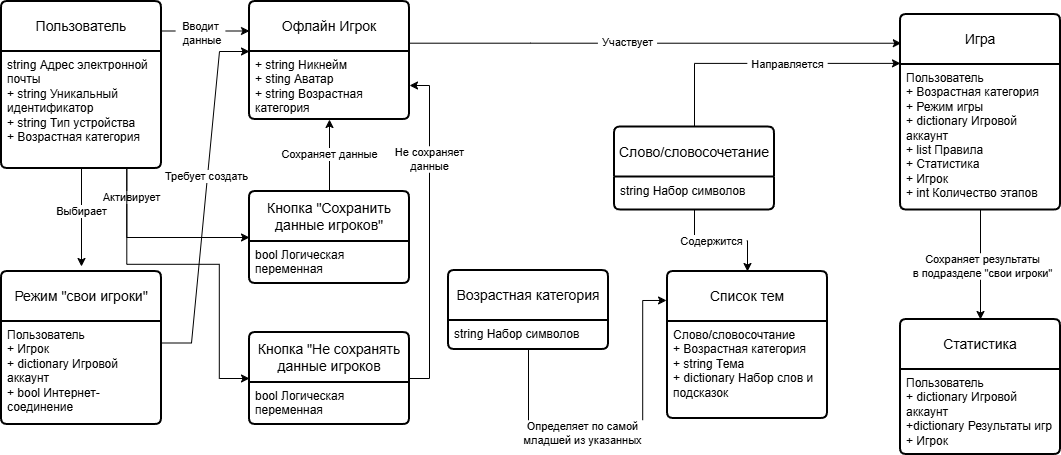 Пользователь
string Адрес электронной
почты
+ string Уникальный
идентификатор
+ string Тип устройства
+ Возрастная категория
Вводит
данные
Офлайн Игрок
+ string Никнейм
+ sting Аватар
+ string Возрастная
категория
Участвует
Игра
Пользователь
+ Возрастная категория
+ Режим игры
+ dictionary Игровой
аккаунт
+ list Правила
+ Статистика
+ Игрок
+ int Количество этапов
Направляется
Слово/словосочетание
string Набор символов
Сохраняет данные
Не сохраняет
данные
Требует создать
Активирует
Выбирает
Кнопка "Сохранить
данные игроков"
bool Логическая
переменная
Содержится
Сохраняет результаты
в подразделе "свои игроки"
Режим "свои игроки"
Пользователь
+ Игрок
+ dictionary Игровой
аккаунт
+ bool Интернет-
соединение
Кнопка "Не сохранять
данные игроков
bool Логическая
переменная
Возрастная категория
string Набор символов
Список тем
Слово/словосочтание
+ Возрастная категория
+ string Тема
+ dictionary Набор слов и
подсказок
Определяет по самой
младшей из указанных
Статистика
Пользователь
+ dictionary Игровой
аккаунт
+dictionary Результаты игр
+ Игрок